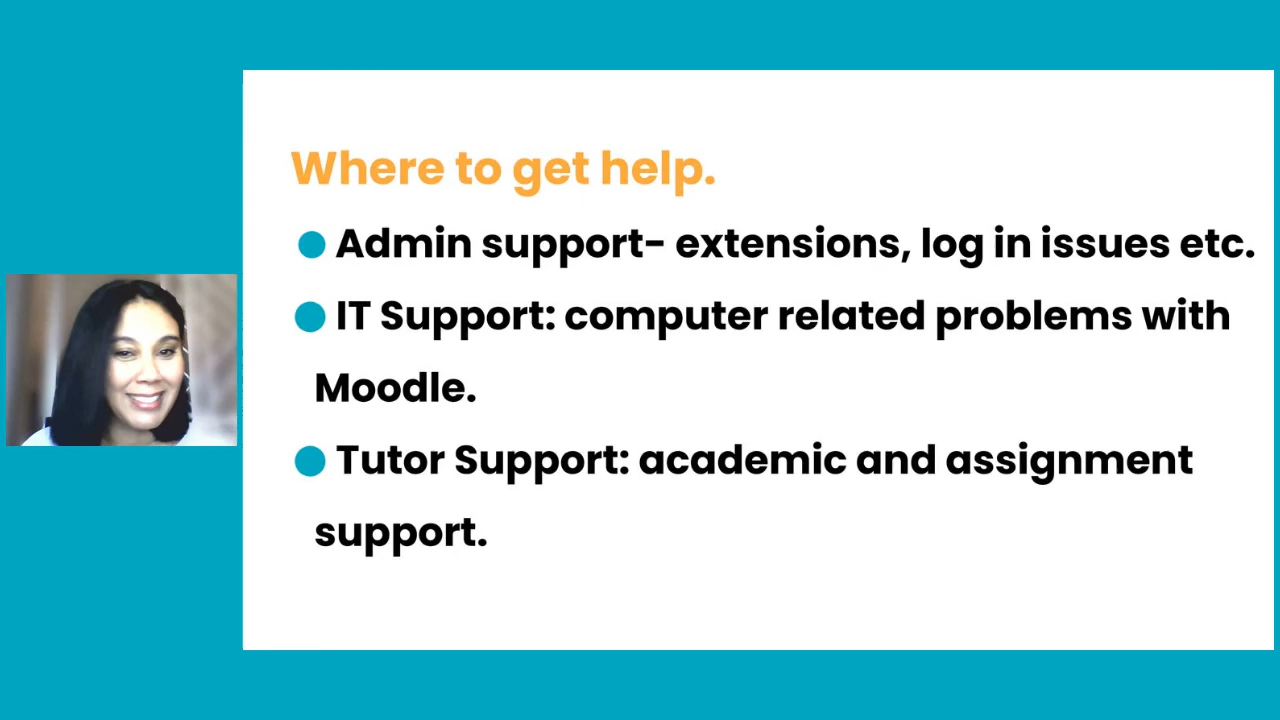 Where to get help.
Admin support- extensions, log in issues etc.
IT Support: computer related problems with
Moodle.
Tutor Support: academic and assignment
support.